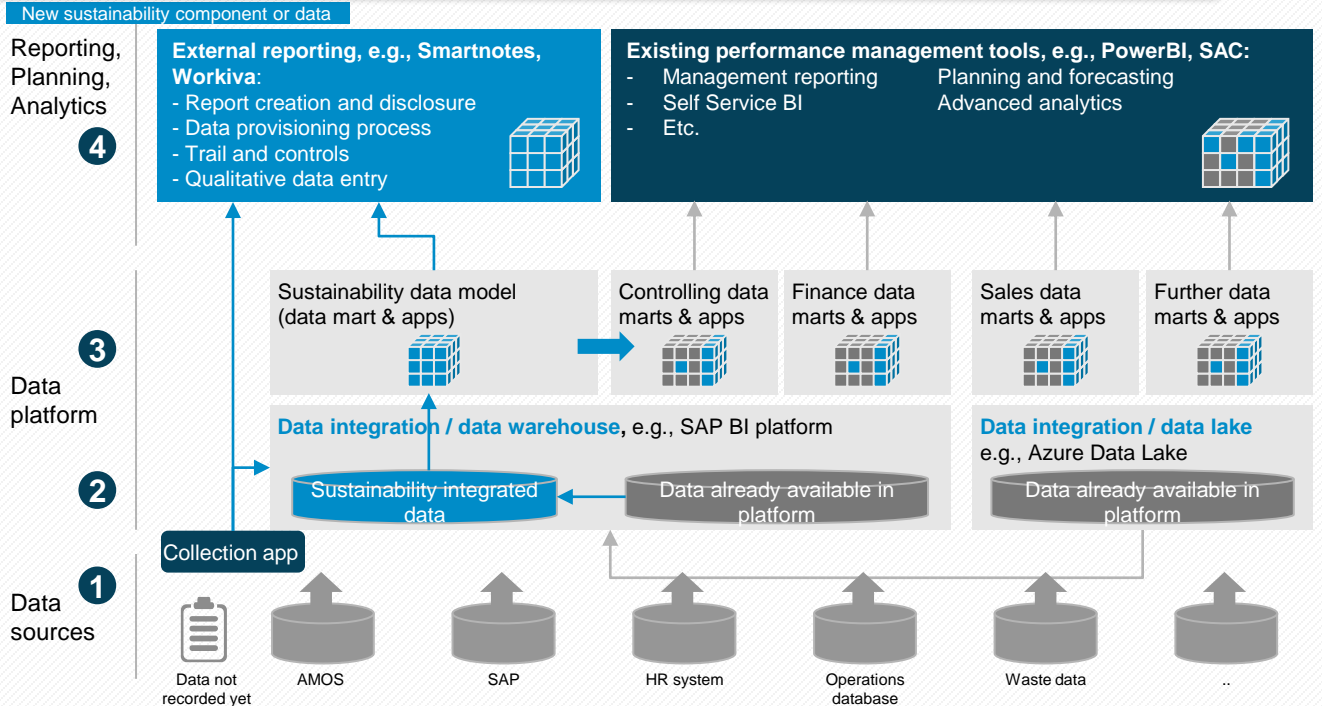 New sustainability component or data
Reporting,
Planning,
Analytics
4
External reporting, e.g., Smartnotes,
Workiva:
- Report creation and disclosure
- Data provisioning process
- Trail and controls
- Qualitative data entry
Existing performance management tools, e.g., PowerBI, SAC:
- Management reporting
- Self Service BI
- Etc.
Planning and forecasting
Advanced analytics
3
Data
platform
Sustainability data model
(data mart & apps)
Controlling data
marts & apps
Finance data
marts & apps
Sales data
marts & apps
Further data
marts & apps
2
Data integration / data warehouse, e.g., SAP BI platform
Sustainability integrated
data
Data already available in
platform
Data integration / data lake
e.g., Azure Data Lake
Data already available in
platform
Collection app
1
Data
sources
Data not
recorded yet
AMOS
SAP
HR system
Operations
database
Waste data
..